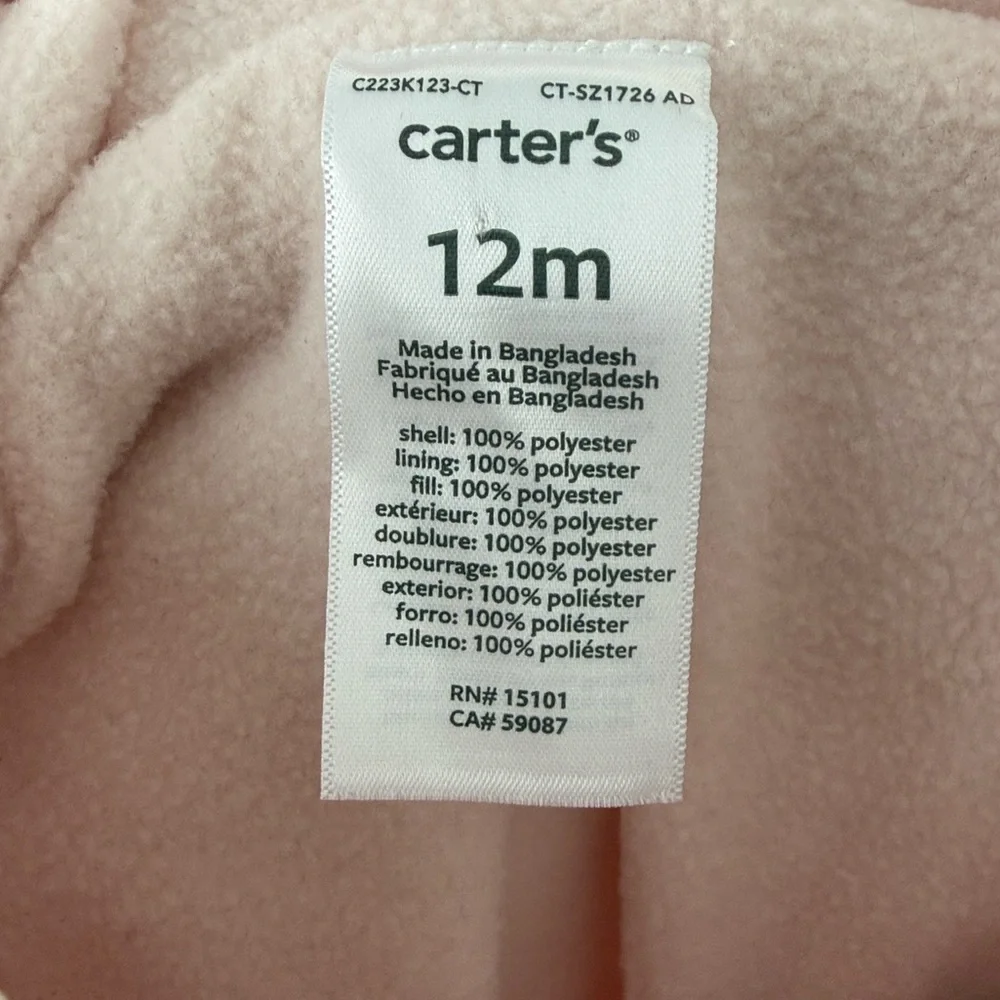 C223K123-CT CT-SZ1726 AD
carter's®
12m
Made in Bangladesh
Fabriqué au Bangladesh
Hecho en Bangladesh
shell: 100% polyester
lining: 100% polyester
fill: 100% polyester
extérieur: 100% polyester
doublure: 100% polyester
rembourrage: 100% polyester
exterior: 100% poliéster
forro: 100% poliéster
relleno: 100% poliéster
RN# 15101
CA# 59087